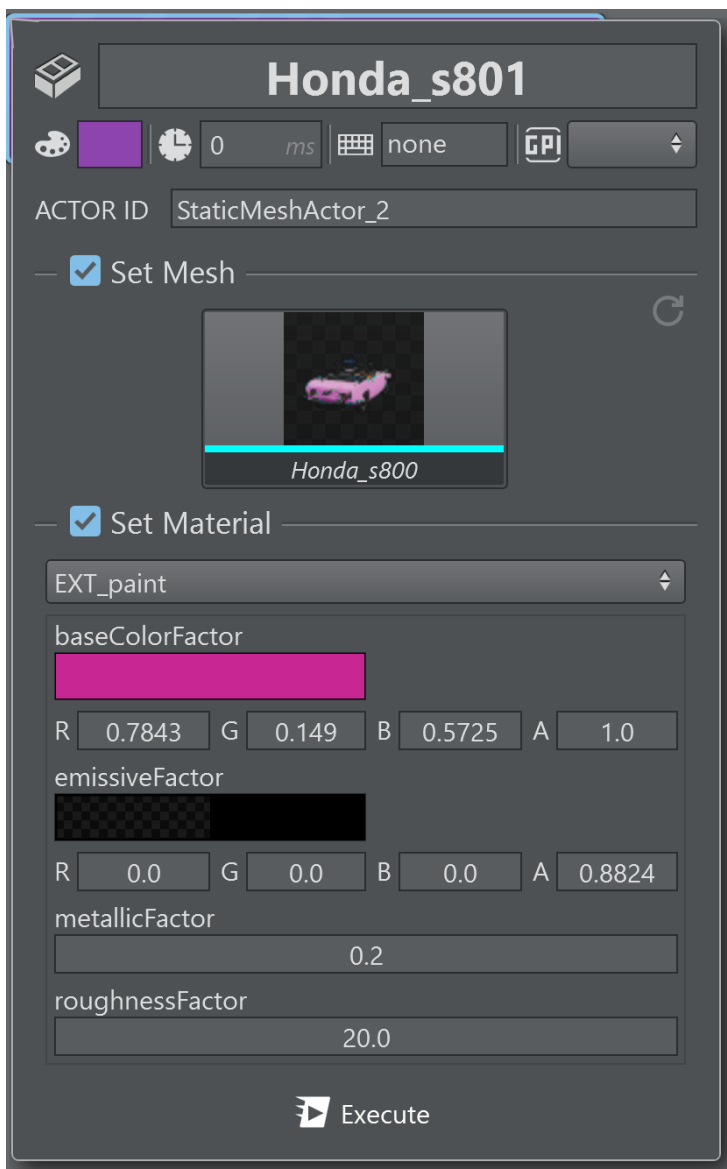 Honda_s801
0 ms none GPI
ACTOR ID StaticMeshActor_2
Set Mesh
Honda_s800
Set Material
EXT_paint
baseColorFactor
R 0.7843 G 0.149 B 0.5725 A 1.0
emissiveFactor
R 0.0 G 0.0 B 0.0 A 0.8824
metallicFactor
0.2
roughnessFactor
20.0
Execute